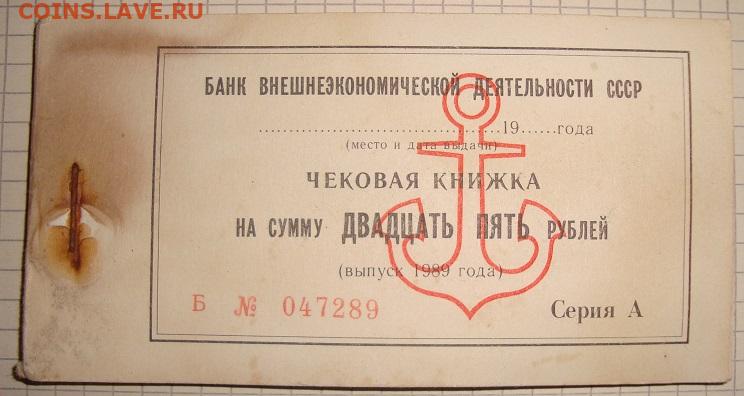 COINS.LAVE.RU
БАНК ВНЕШНЕЭКОНОМИЧЕСКОЙ ДЕЯТЕЛЬНОСТИ СССР
........................................19......года
(место и дата выдачи)
ЧЕКОВАЯ КНИЖКА
НА СУММУ ДВАДЦАТЬ ПЯТЬ РУБЛЕЙ
(выпуск 1989 года)
Б № 047289 Серия А